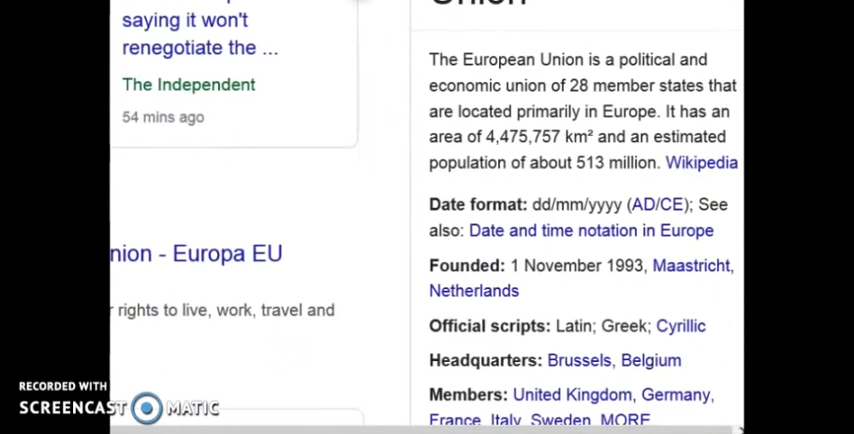 saying it won't
renegotiate the ...
The Independent
54 mins ago
nion - Europa EU
rights to live, work, travel and
Union
The European Union is a political and
economic union of 28 member states that
are located primarily in Europe. It has an
area of 4,475,757 km² and an estimated
population of about 513 million. Wikipedia
Date format: dd/mm/yyyy (AD/CE); See
also: Date and time notation in Europe
Founded: 1 November 1993, Maastricht,
Netherlands
Official scripts: Latin; Greek; Cyrillic
Headquarters: Brussels, Belgium
Members: United Kingdom, Germany,
France, Italy, Sweden, MORE
RECORDED WITH
SCREENCAST MATIC